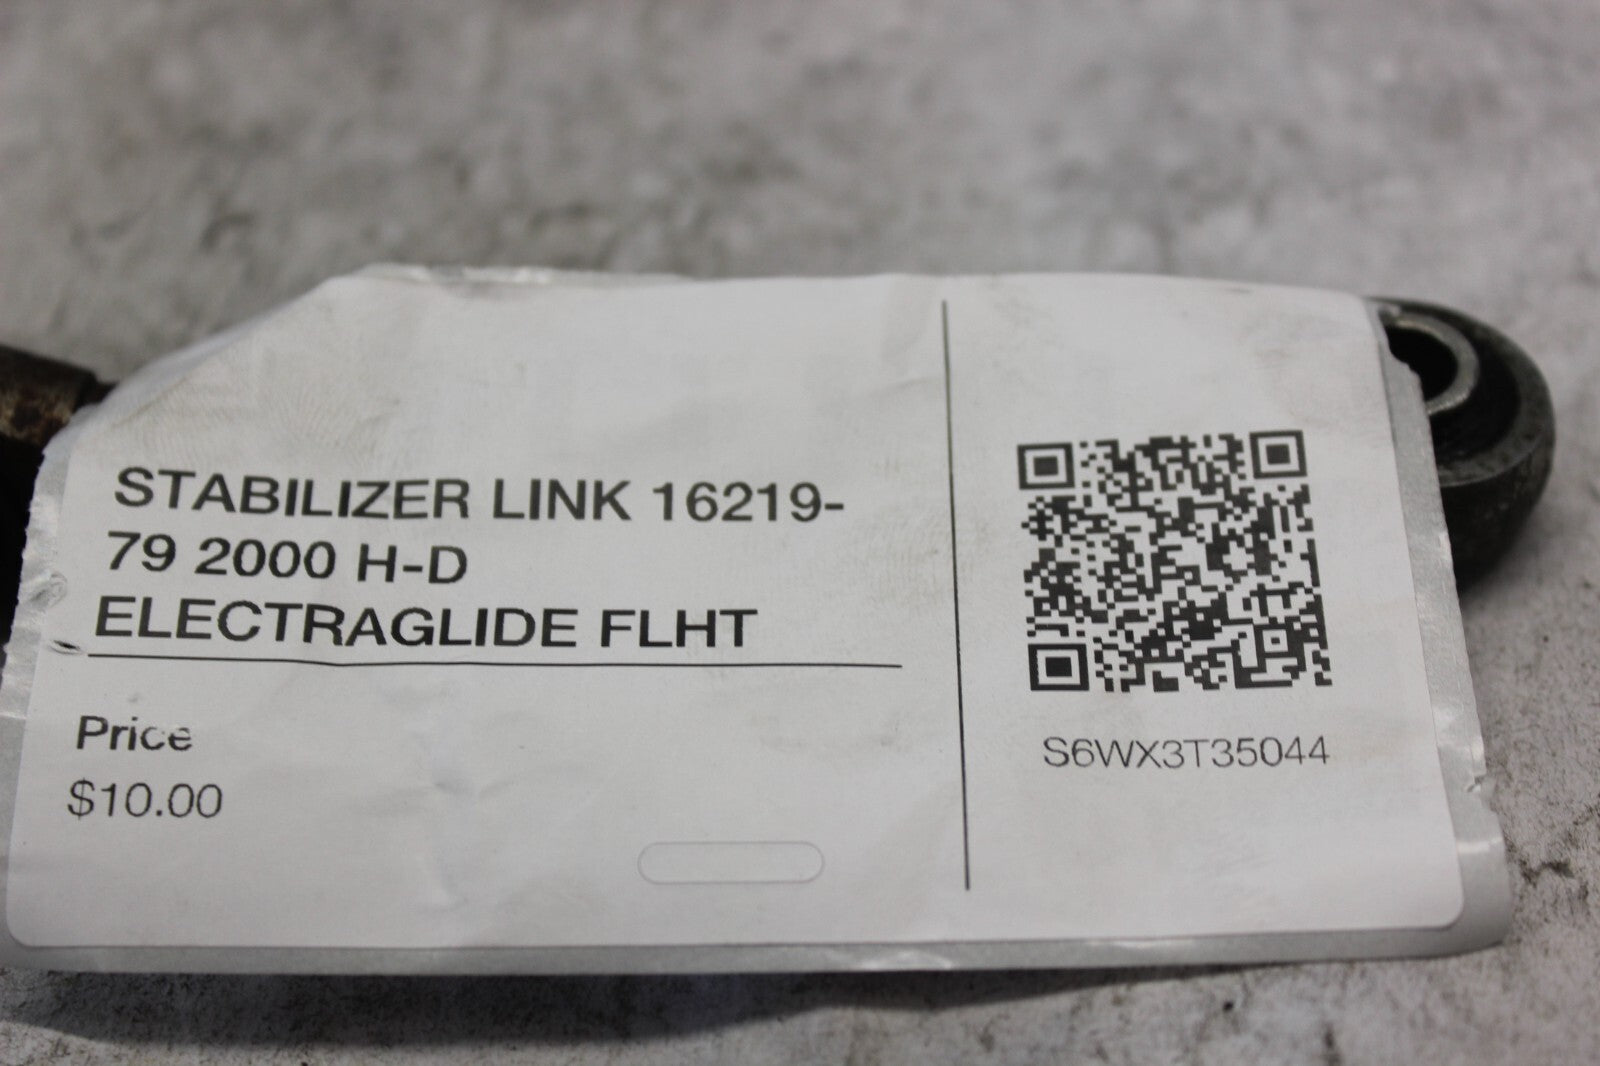 STABILIZER LINK 16219-
79 2000 H-D
ELECTRAGLIDE FLHT
Price
$10.00
S6WX3T35044